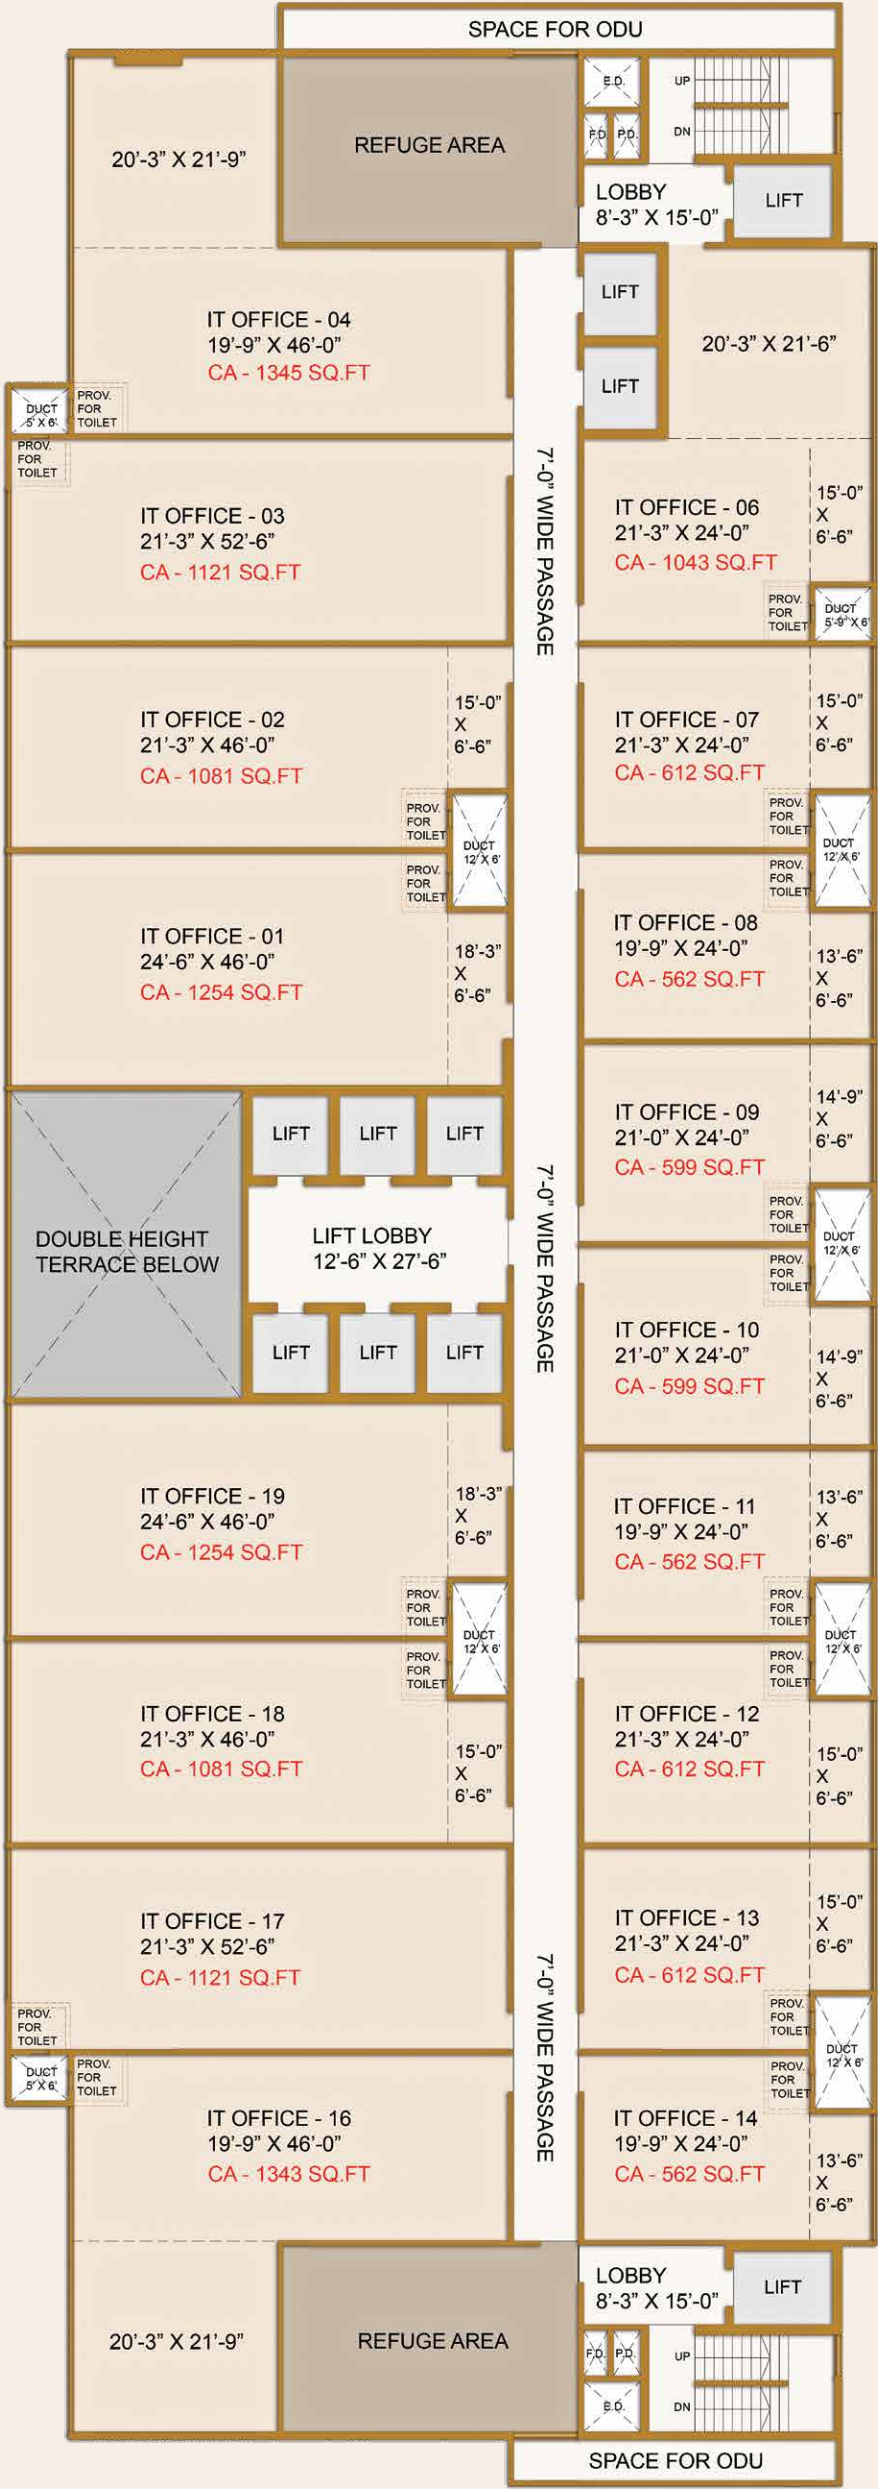 SPACE FOR ODU
20'-3" X 21'-9"
REFUGE AREA
E.D.
F.D.
P.D.
UP
DN
LOBBY
8'-3" X 15'-0"
LIFT
IT OFFICE - 04
19'-9" X 46'-0"
CA - 1345 SQ.FT
LIFT
LIFT
20'-3" X 21'-6"
DUCT
5' X 6'
PROV.
FOR
TOILET
PROV.
FOR
TOILET
IT OFFICE - 03
21'-3" X 52'-6"
CA - 1121 SQ.FT
7'-0" WIDE PASSAGE
IT OFFICE - 06
21'-3" X 24'-0"
CA - 1043 SQ.FT
15'-0"
X
6'-6"
PROV.
FOR
TOILET
DUCT
5'-9" X 6'
IT OFFICE - 02
21'-3" X 46'-0"
CA - 1081 SQ.FT
15'-0"
X
6'-6"
PROV.
FOR
TOILET
DUCT
12' X 6'
IT OFFICE - 07
21'-3" X 24'-0"
CA - 612 SQ.FT
15'-0"
X
6'-6"
PROV.
FOR
TOILET
DUCT
12' X 6'
PROV.
FOR
TOILET
IT OFFICE - 01
24'-6" X 46'-0"
CA - 1254 SQ.FT
18'-3"
X
6'-6"
PROV.
FOR
TOILET
IT OFFICE - 08
19'-9" X 24'-0"
CA - 562 SQ.FT
13'-6"
X
6'-6"
LIFT
LIFT
LIFT
DOUBLE HEIGHT
TERRACE BELOW
LIFT LOBBY
12'-6" X 27'-6"
LIFT
LIFT
LIFT
7'-0" WIDE PASSAGE
IT OFFICE - 09
21'-0" X 24'-0"
CA - 599 SQ.FT
14'-9"
X
6'-6"
PROV.
FOR
TOILET
DUCT
12' X 6'
PROV.
FOR
TOILET
IT OFFICE - 10
21'-0" X 24'-0"
CA - 599 SQ.FT
14'-9"
X
6'-6"
IT OFFICE - 19
24'-6" X 46'-0"
CA - 1254 SQ.FT
18'-3"
X
6'-6"
PROV.
FOR
TOILET
DUCT
12' X 6'
IT OFFICE - 11
19'-9" X 24'-0"
CA - 562 SQ.FT
13'-6"
X
6'-6"
PROV.
FOR
TOILET
DUCT
12' X 6'
PROV.
FOR
TOILET
IT OFFICE - 18
21'-3" X 46'-0"
CA - 1081 SQ.FT
15'-0"
X
6'-6"
PROV.
FOR
TOILET
IT OFFICE - 12
21'-3" X 24'-0"
CA - 612 SQ.FT
15'-0"
X
6'-6"
IT OFFICE - 17
21'-3" X 52'-6"
CA - 1121 SQ.FT
PROV.
FOR
TOILET
7'-0" WIDE PASSAGE
IT OFFICE - 13
21'-3" X 24'-0"
CA - 612 SQ.FT
15'-0"
X
6'-6"
PROV.
FOR
TOILET
DUCT
12' X 6'
DUCT
5' X 6'
PROV.
FOR
TOILET
IT OFFICE - 16
19'-9" X 46'-0"
CA - 1343 SQ.FT
PROV.
FOR
TOILET
IT OFFICE - 14
19'-9" X 24'-0"
CA - 562 SQ.FT
13'-6"
X
6'-6"
20'-3" X 21'-9"
REFUGE AREA
LOBBY
8'-3" X 15'-0"
LIFT
F.D.
P.D.
E.D.
UP
DN
SPACE FOR ODU